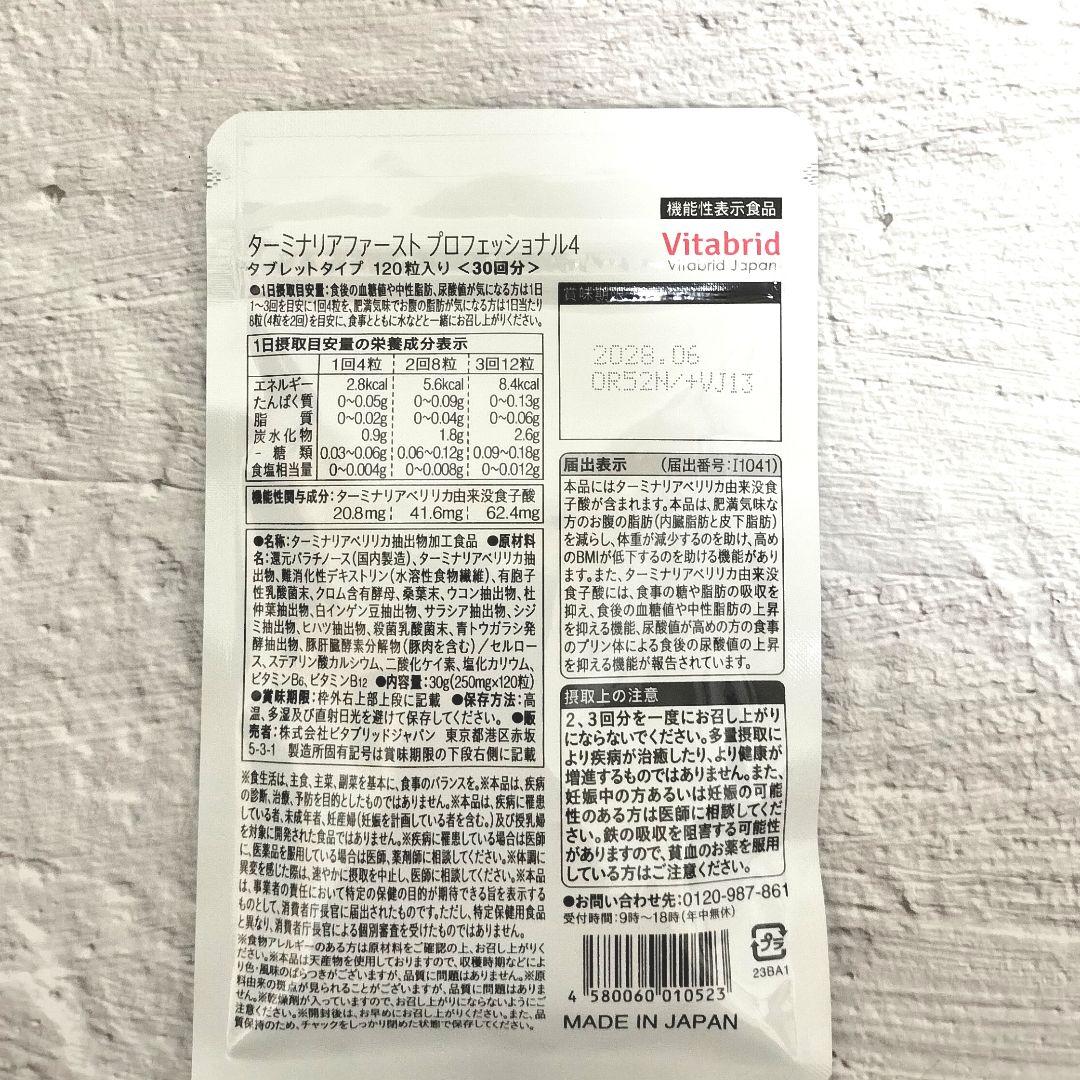 機能性表示食品
ターミナリアファースト プロフェッショナル4
タブレットタイプ 120粒入り <30回分>
Vitabrid
Vitabrid Japan
●1日摂取目安量:食後の血糖値や中性脂肪、尿酸値が気になる方は1日
1~3回を目安に1回4粒を、肥満気味でお腹の脂肪が気になる方は1日当たり
8粒(4粒を2回)を目安に、食事とともに水などと一緒にお召し上がりください。
1日摂取目安量の栄養成分表示
1回4粒 2回8粒 3回12粒
エネルギー 2.8kcal 5.6kcal 8.4kcal
たんぱく質 0~0.05g 0~0.09g 0~0.13g
脂質 0~0.02g 0~0.04g 0~0.06g
炭水化物 0.9g 1.8g 2.6g
- 糖類 0.03~0.06g 0.06~0.12g 0.09~0.18g
食塩相当量 0~0.004g 0~0.008g 0~0.012g
機能性関与成分:ターミナリアベリリカ由来没食子酸
20.8mg 41.6mg 62.4mg
●名称:ターミナリアベリリカ抽出物加工食品 ●原材料
名:還元パラチノース(国内製造)、ターミナリアベリリカ抽
出物、難消化性デキストリン(水溶性食物繊維)、有胞子
性乳酸菌末、クロム含有酵母、桑葉末、ウコン抽出物、杜
仲葉抽出物、白インゲン豆抽出物、サラシア抽出物、シジ
ミ抽出物、ヒハツ抽出物、殺菌乳酸菌末、青トウガラシ発
酵抽出物、豚肝臓酵素分解物(豚肉を含む)/セルロー
ス、ステアリン酸カルシウム、二酸化ケイ素、塩化カリウム、
ビタミンB6、ビタミンB12 ●内容量:30g(250mg×120粒)
●賞味期限:枠外右上部上段に記載 ●保存方法:高
温、多湿及び直射日光を避けて保存してください。 ●販
売者:株式会社ビタブリッドジャパン 東京都港区赤坂
5-3-1 製造所固有記号は賞味期限の下段右側に記載
※食生活は、主食、主菜、副菜を基本に、食事のバランスを。※本品は、疾病
の診断、治療、予防を目的としたものではありません。※本品は、疾病に罹患
している者、未成年者、妊産婦(妊娠を計画している者を含む。)及び授乳婦
を対象に開発された食品ではありません。※疾病に罹患している場合は医師
に、医薬品を服用している場合は医師、薬剤師に相談してください。※体調に
異変を感じた際は、速やかに摂取を中止し、医師に相談してください。※本品
は、事業者の責任において特定の保健の目的が期待できる旨を表示する
ものとして、消費者庁長官に届出されたものです。ただし、特定保健用食品
と異なり、消費者庁長官による個別審査を受けたものではありません。
※食物アレルギーのある方は原材料をご確認の上、お召し上がりく
ださい。※本品は天産物を使用しておりますので、収穫時期などによ
り色・風味のばらつきがございますが、品質に問題はありません。※原
料由来の斑点が見られることがございますが、品質に問題はありま
せん。※乾燥剤が入っていますので、お召し上がりにならないようにご
注意ください。※開封後は、お早めにお召し上がりください。また、品
質保持のため、チャックをしっかり閉めた状態で保存してください。
賞味期限
2028.06
OR52N/+VJ13
届出表示 (届出番号:I1041)
本品にはターミナリアベリリカ由来没食
子酸が含まれます。本品は、肥満気味な
方のお腹の脂肪(内臓脂肪と皮下脂肪)
を減らし、体重が減少するのを助け、高め
のBMIが低下するのを助ける機能があり
ます。また、ターミナリアベリリカ由来没
食子酸には、食事の糖や脂肪の吸収を
抑え、食後の血糖値や中性脂肪の上昇
を抑える機能、尿酸値が高めの方の食事
のプリン体による食後の尿酸値の上昇
を抑える機能が報告されています。
摂取上の注意
2、3回分を一度にお召し上がり
にならないでください。多量摂取に
より疾病が治癒したり、より健康が
増進するものではありません。また、
妊娠中の方あるいは妊娠の可能
性のある方は医師に相談してくだ
さい。鉄の吸収を阻害する可能性
がありますので、貧血のお薬を服用
している方はご注意ください。
●お問い合わせ先:0120-987-861
受付時間:9時~18時(年中無休)
4 580060 010523
プラ
23BA1
MADE IN JAPAN